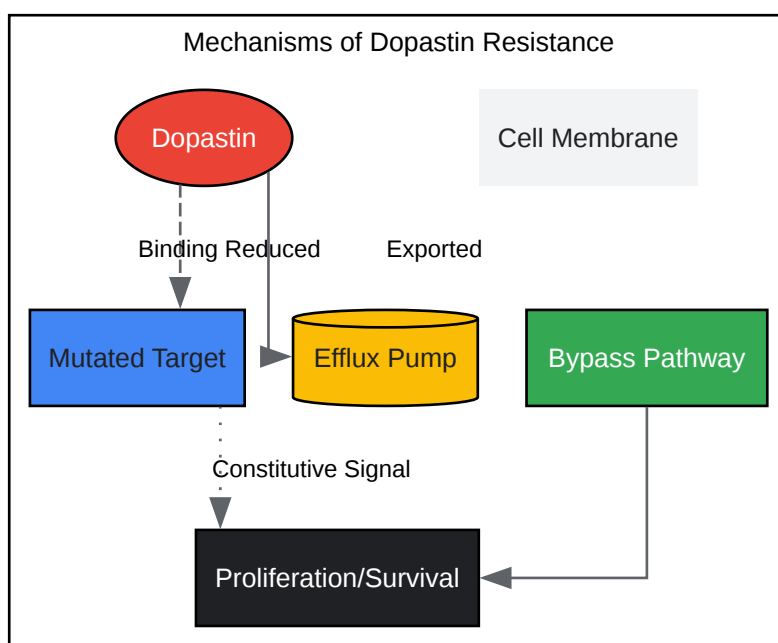 Mechanisms of Dopastin Resistance
Dopastin
Cell Membrane
Binding Reduced
Exported
Mutated Target
Efflux Pump
Bypass Pathway
Constitutive Signal
Proliferation/Survival